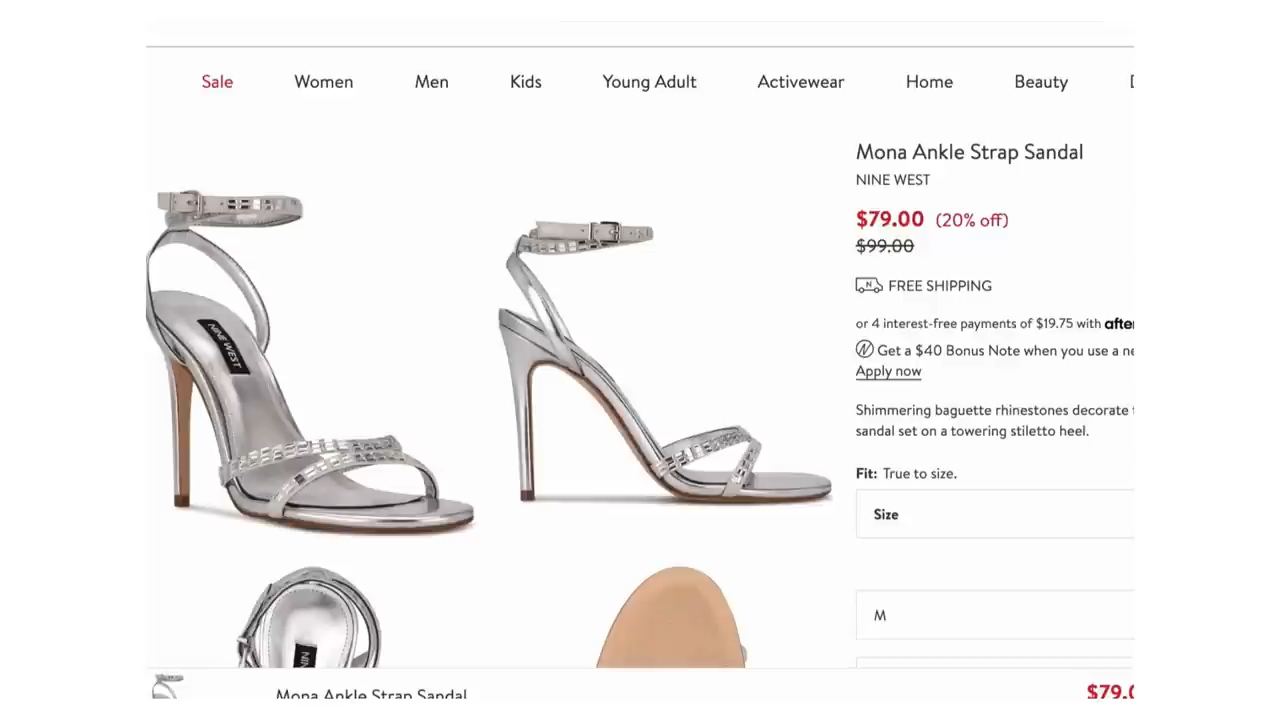 Sale Women Men Kids Young Adult Activewear Home Beauty
Mona Ankle Strap Sandal
NINE WEST
$79.00 (20% off)
$99.00
FREE SHIPPING
or 4 interest-free payments of $19.75 with
Get a $40 Bonus Note when you use a
Apply now
Shimmering baguette rhinestones decorate
sandal set on a towering stiletto heel.
Fit: True to size.
Size
M
NINE WEST
Mona Ankle Strap Sandal